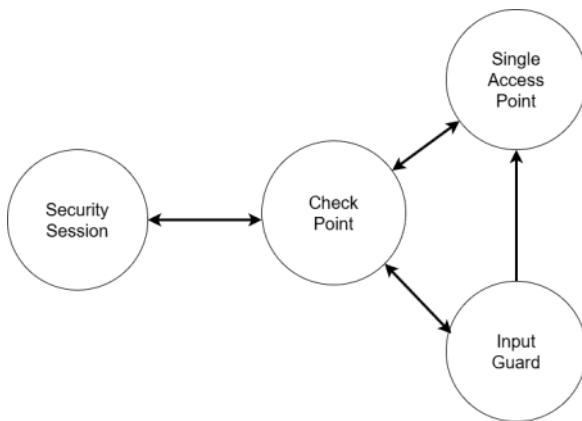 Single
Access
Point
Security
Session
Check
Point
Input
Guard